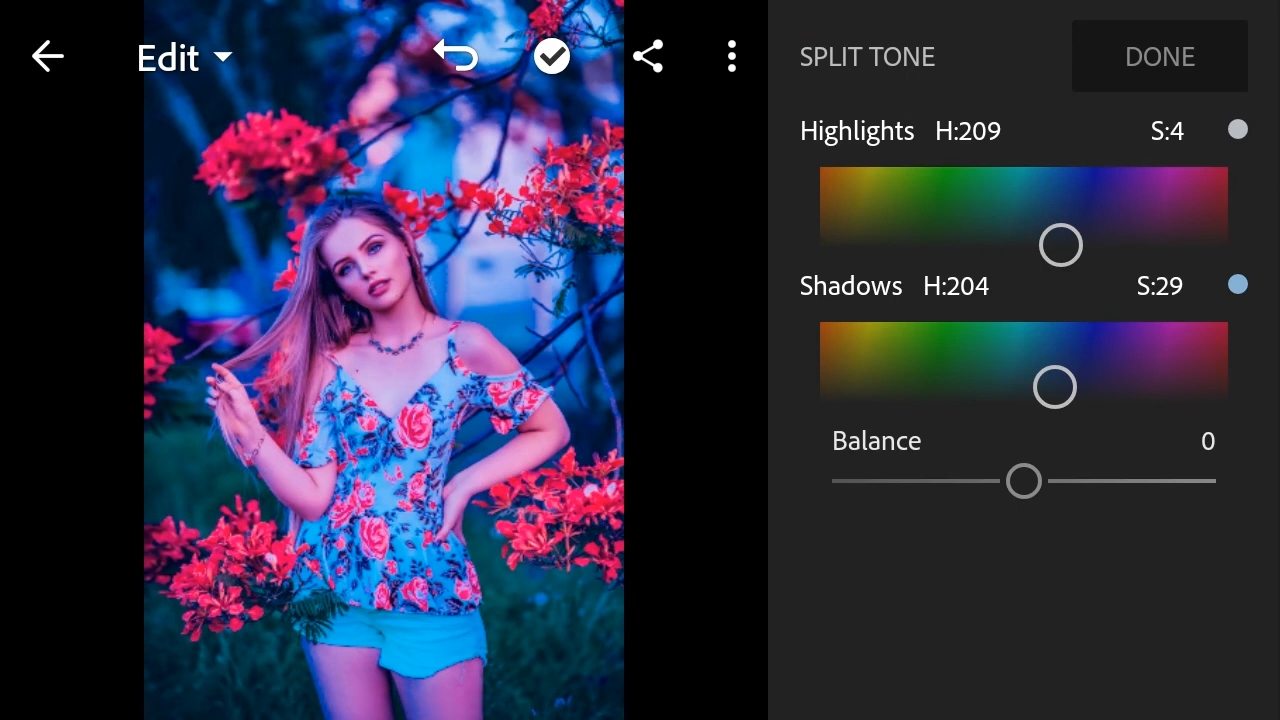 Edit
SPLIT TONE
DONE
Highlights H:209 S:4
Shadows H:204 S:29
Balance 0